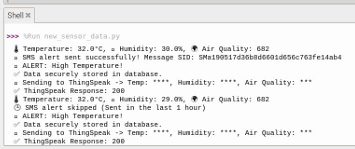 Shell
>>> %Run new_sensor_data.py
🌡 Temperature: 32.0°C, 💧 Humidity: 30.0%, 🌍 Air Quality: 682
SMS alert sent successfully! Message SID: SMa190517d36b8d6601d656c763fe14ab4
ALERT: High Temperature!
✅ Data securely stored in database.
Sending to ThingSpeak -> Temp: ****, Humidity: ****, Air Quality: ***
✅ ThingSpeak Response: 200
🌡 Temperature: 32.0°C, 💧 Humidity: 29.0%, 🌍 Air Quality: 682
🕒 SMS alert skipped (Sent in the last 1 hour)
ALERT: High Temperature!
✅ Data securely stored in database.
Sending to ThingSpeak -> Temp: ****, Humidity: ****, Air Quality: ***
✅ ThingSpeak Response: 200